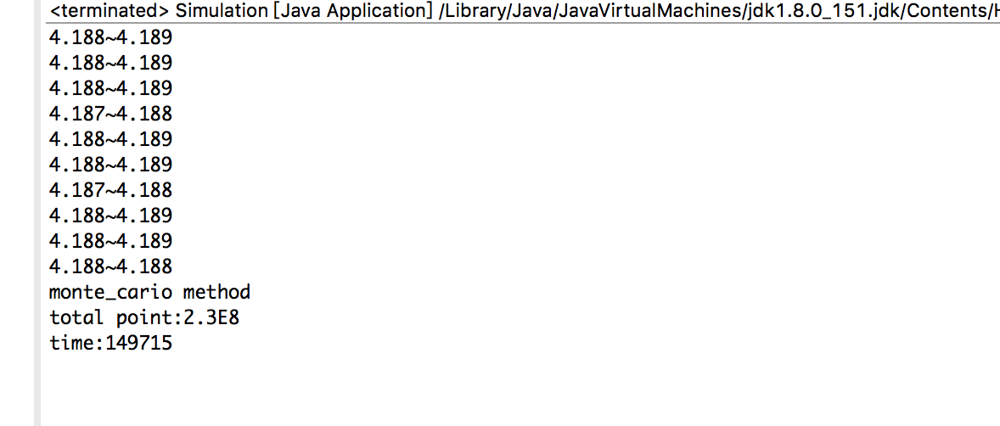 <terminated> Simulation [Java Application] /Library/Java/JavaVirtualMachines/jdk1.8.0_151.jdk/Contents/H
4.188~4.189
4.188~4.189
4.188~4.189
4.187~4.188
4.188~4.189
4.188~4.189
4.187~4.188
4.188~4.189
4.188~4.189
4.188~4.188
monte_cario method
total point:2.3E8
time:149715